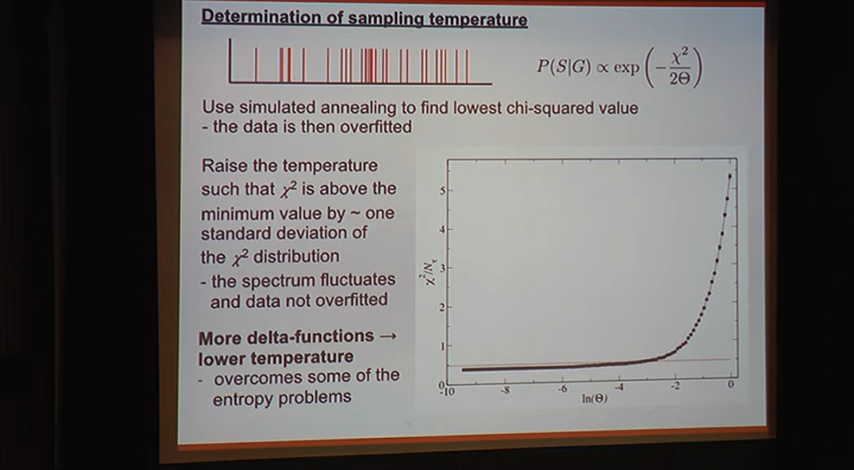 Determination of sampling temperature
P(S|G) ∝ exp (−χ²/2Θ)
Use simulated annealing to find lowest chi-squared value
- the data is then overfitted
Raise the temperature
such that χ² is above the
minimum value by ~ one
standard deviation of
the χ² distribution
- the spectrum fluctuates
and data not overfitted
More delta-functions →
lower temperature
- overcomes some of the
entropy problems
χ²/Nτ
5
4
3
2
1
0
-10 -8 -6 -4 -2 0
ln(Θ)